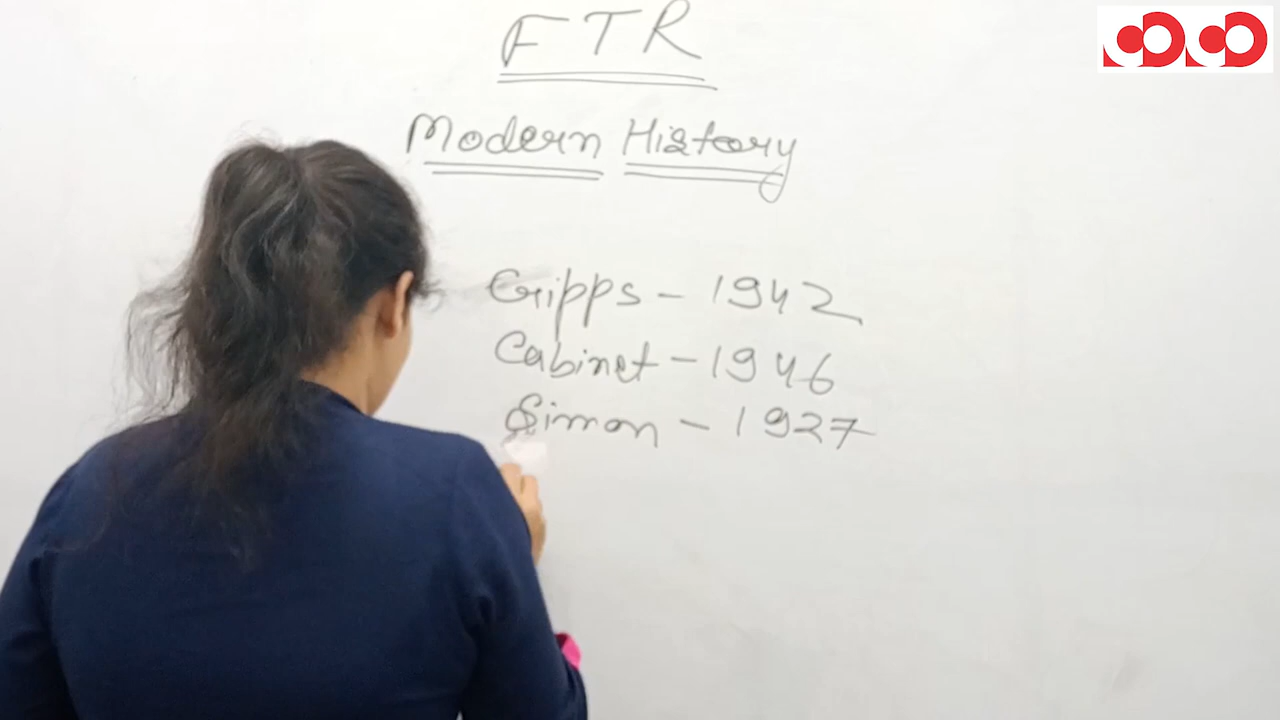 FTR
Modern History
Cripps - 1942
Cabinet - 1946
Simon - 1927